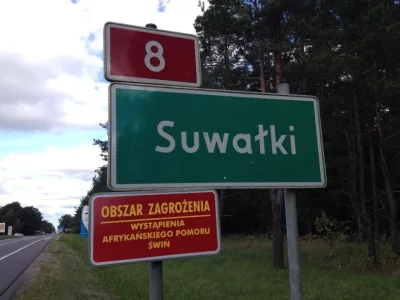 8
Suwałki
OBSZAR ZAGROŻENIA
WYSTĄPIENIA
AFRYKAŃSKIEGO POMORU
ŚWIŃ